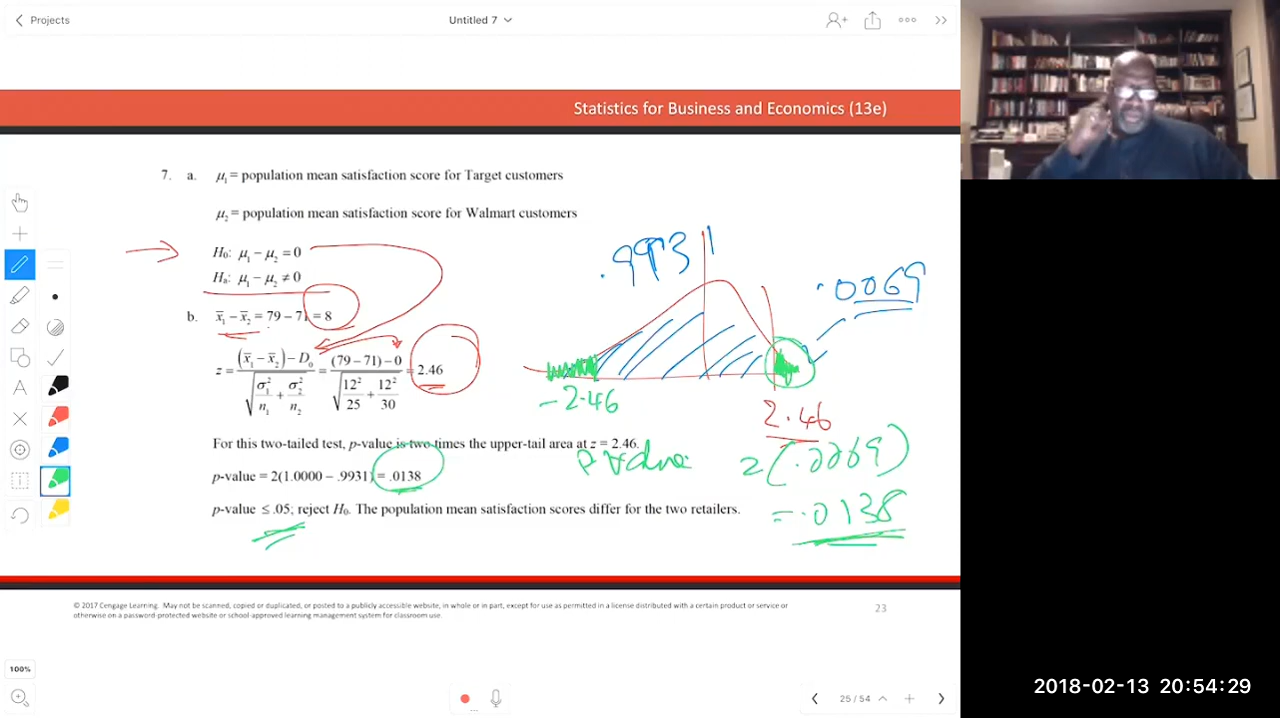 Projects
Untitled 7
Statistics for Business and Economics (13e)
7. a. μ₁ = population mean satisfaction score for Target customers
μ₂ = population mean satisfaction score for Walmart customers
H₀: μ₁ − μ₂ = 0
Hₐ: μ₁ − μ₂ ≠ 0
b. x̄₁ − x̄₂ = 79 − 71 = 8
z = ((x̄₁ − x̄₂) − D₀) / √(σ₁²/n₁ + σ₂²/n₂) = ((79 − 71) − 0) / √(12²/25 + 12²/30) = 2.46
For this two-tailed test, p-value is two times the upper-tail area at z = 2.46.
p-value = 2(1.0000 − .9931) = .0138
p-value ≤ .05; reject H₀. The population mean satisfaction scores differ for the two retailers.
.9931
.0069
−2.46
2.46
p value
2(.0069)
= .0138
© 2017 Cengage Learning. May not be scanned, copied or duplicated, or posted to a publicly accessible website, in whole or in part, except for use as permitted in a license distributed with a certain product or service or
otherwise on a password-protected website or school-approved learning management system for classroom use.
23
A
100%
25 / 54
2018-02-13 20:54:29